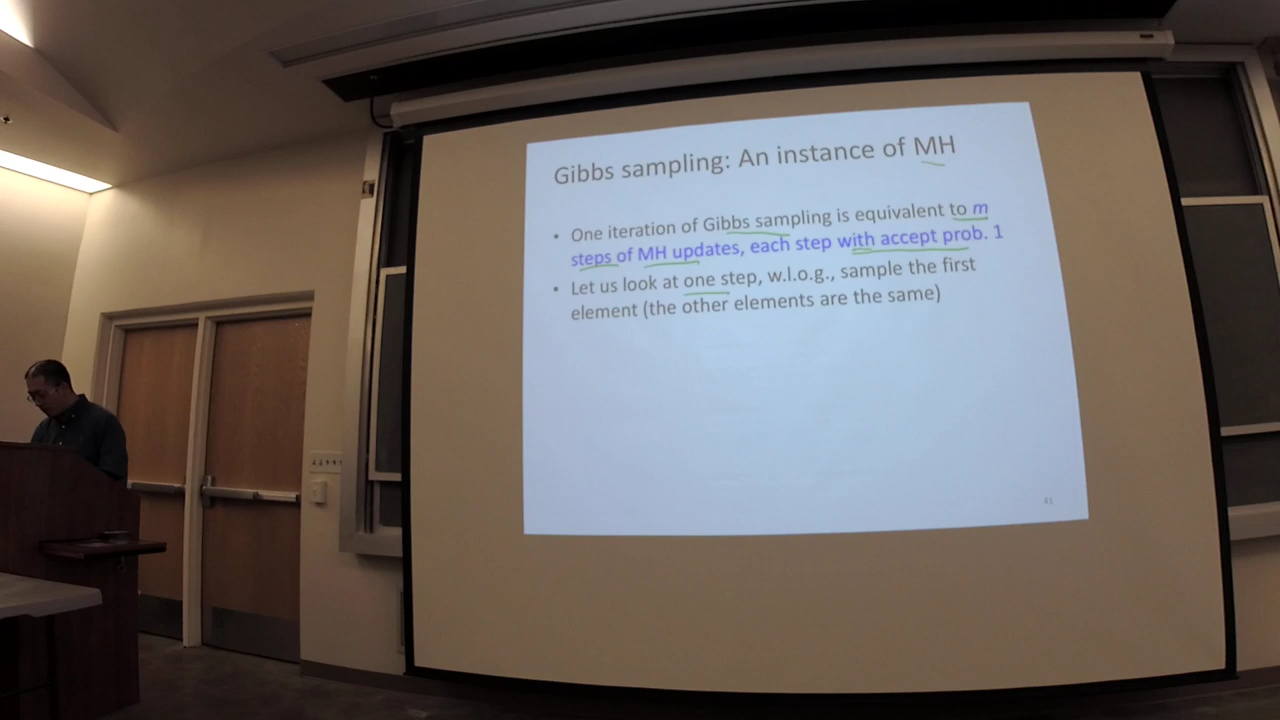 Gibbs sampling: An instance of MH
• One iteration of Gibbs sampling is equivalent to m
steps of MH updates, each step with accept prob. 1
• Let us look at one step, w.l.o.g., sample the first
element (the other elements are the same)
41